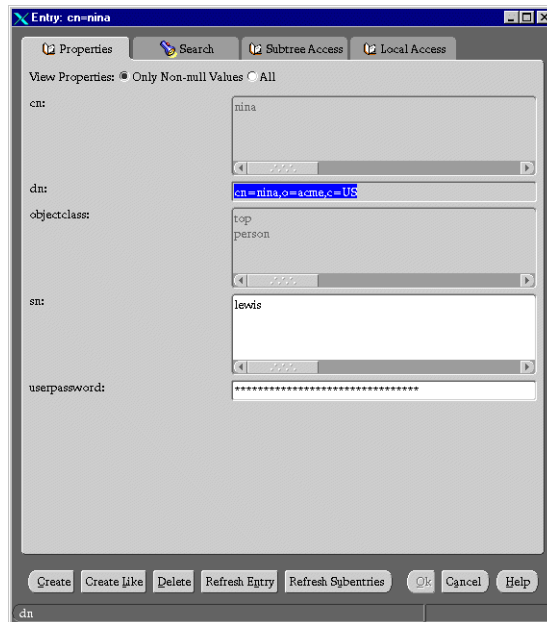 Entry: cn=nina
Properties Search Subtree Access Local Access
View Properties: Only Non-null Values All
cn: nina
dn: cn=nina,o=acme,c=US
objectclass: top
person
sn: lewis
userpassword: ********************************
Create Create Like Delete Refresh Entry Refresh Subentries Ok Cancel Help
dn